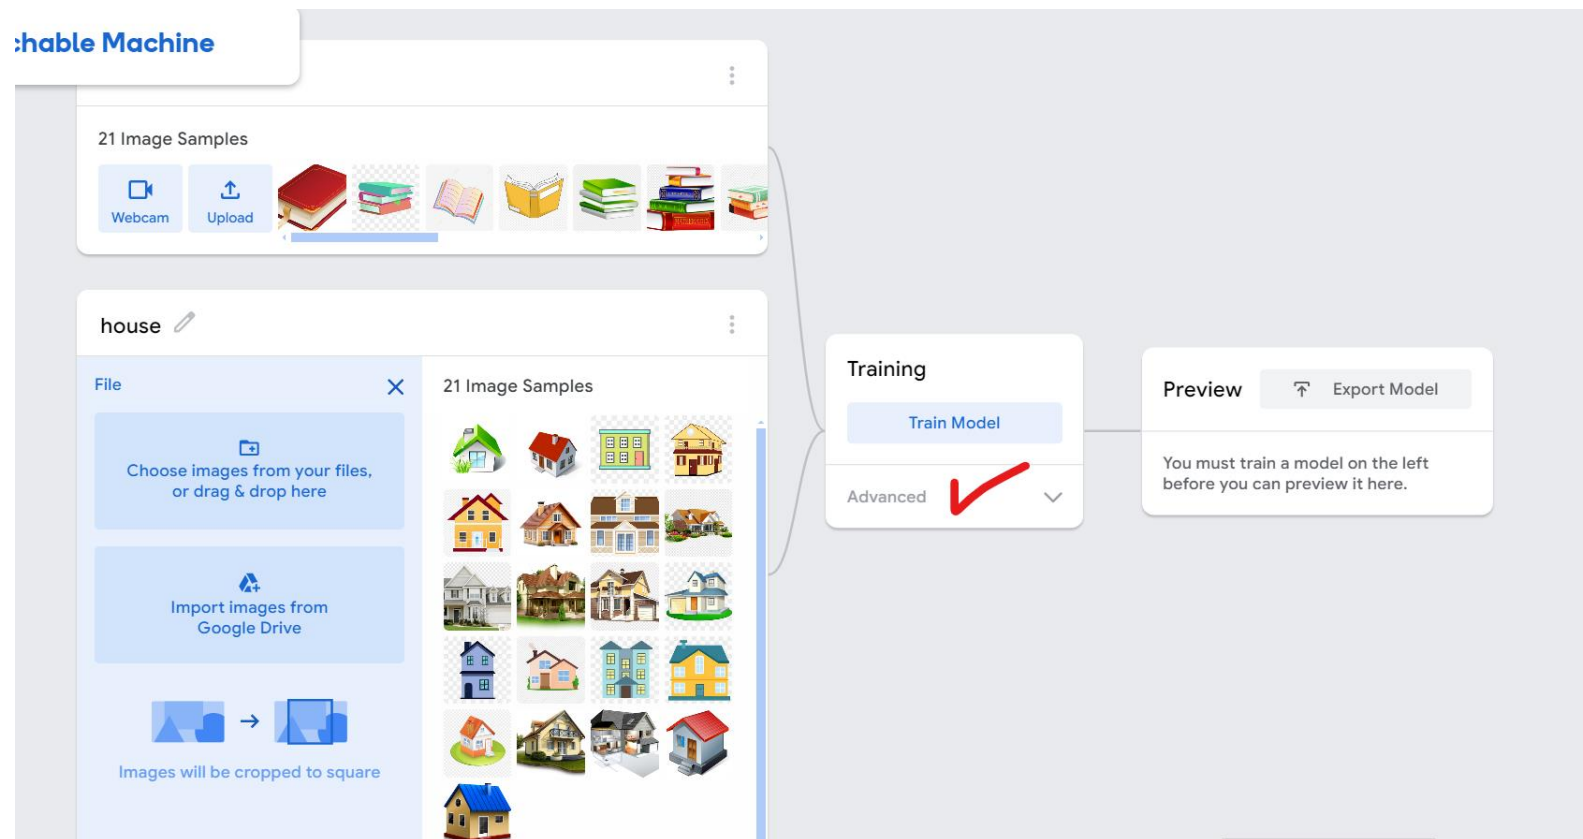 chable Machine
21 Image Samples
Webcam
Upload
house
File
21 Image Samples
Choose images from your files,
or drag & drop here
Import images from
Google Drive
Images will be cropped to square
Training
Train Model
Advanced
Preview
Export Model
You must train a model on the left
before you can preview it here.